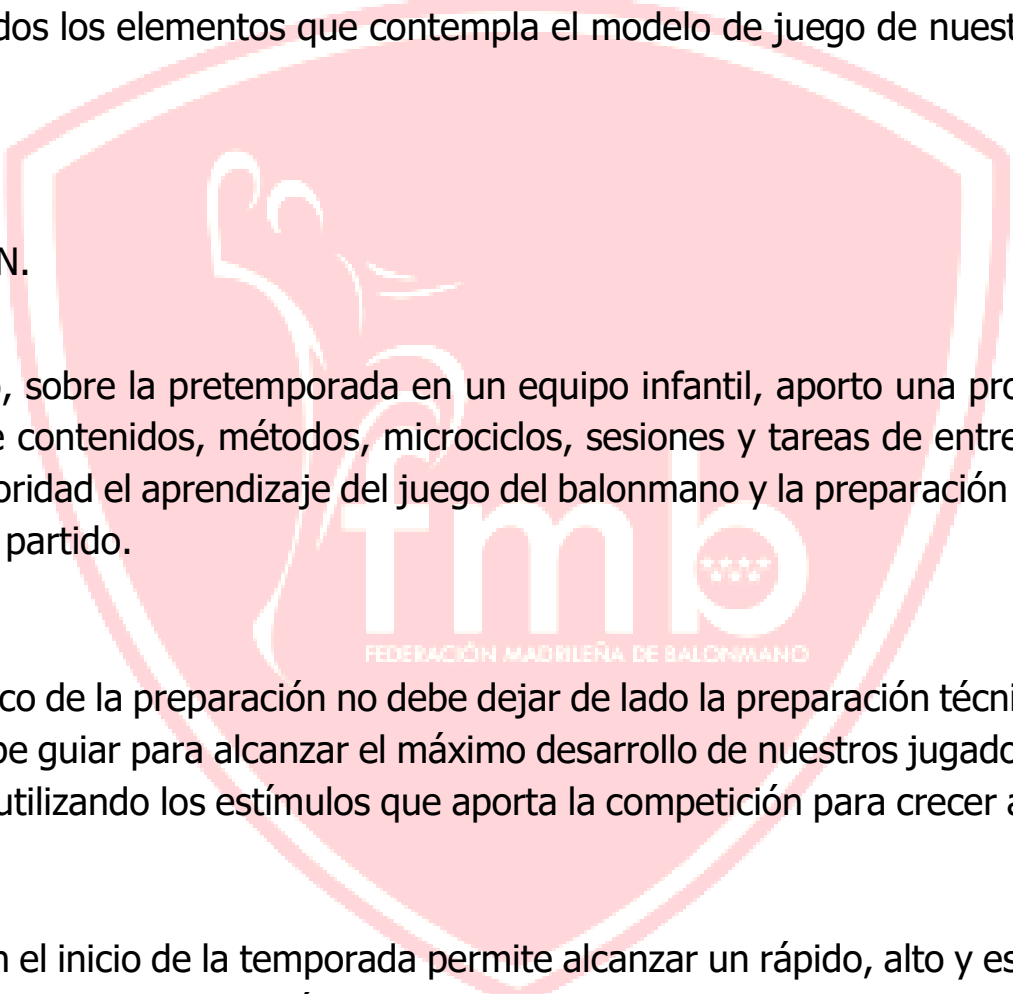 dos los elementos que contempla el modelo de juego de nuest
N.
, sobre la pretemporada en un equipo infantil, aporto una pro
e contenidos, métodos, microciclos, sesiones y tareas de entre
oridad el aprendizaje del juego del balonmano y la preparación
partido.
fmb
FEDERACIÓN MADRILEÑA DE BALONMANO
co de la preparación no debe dejar de lado la preparación técni
be guiar para alcanzar el máximo desarrollo de nuestros jugado
utilizando los estímulos que aporta la competición para crecer a
n el inicio de la temporada permite alcanzar un rápido, alto y es